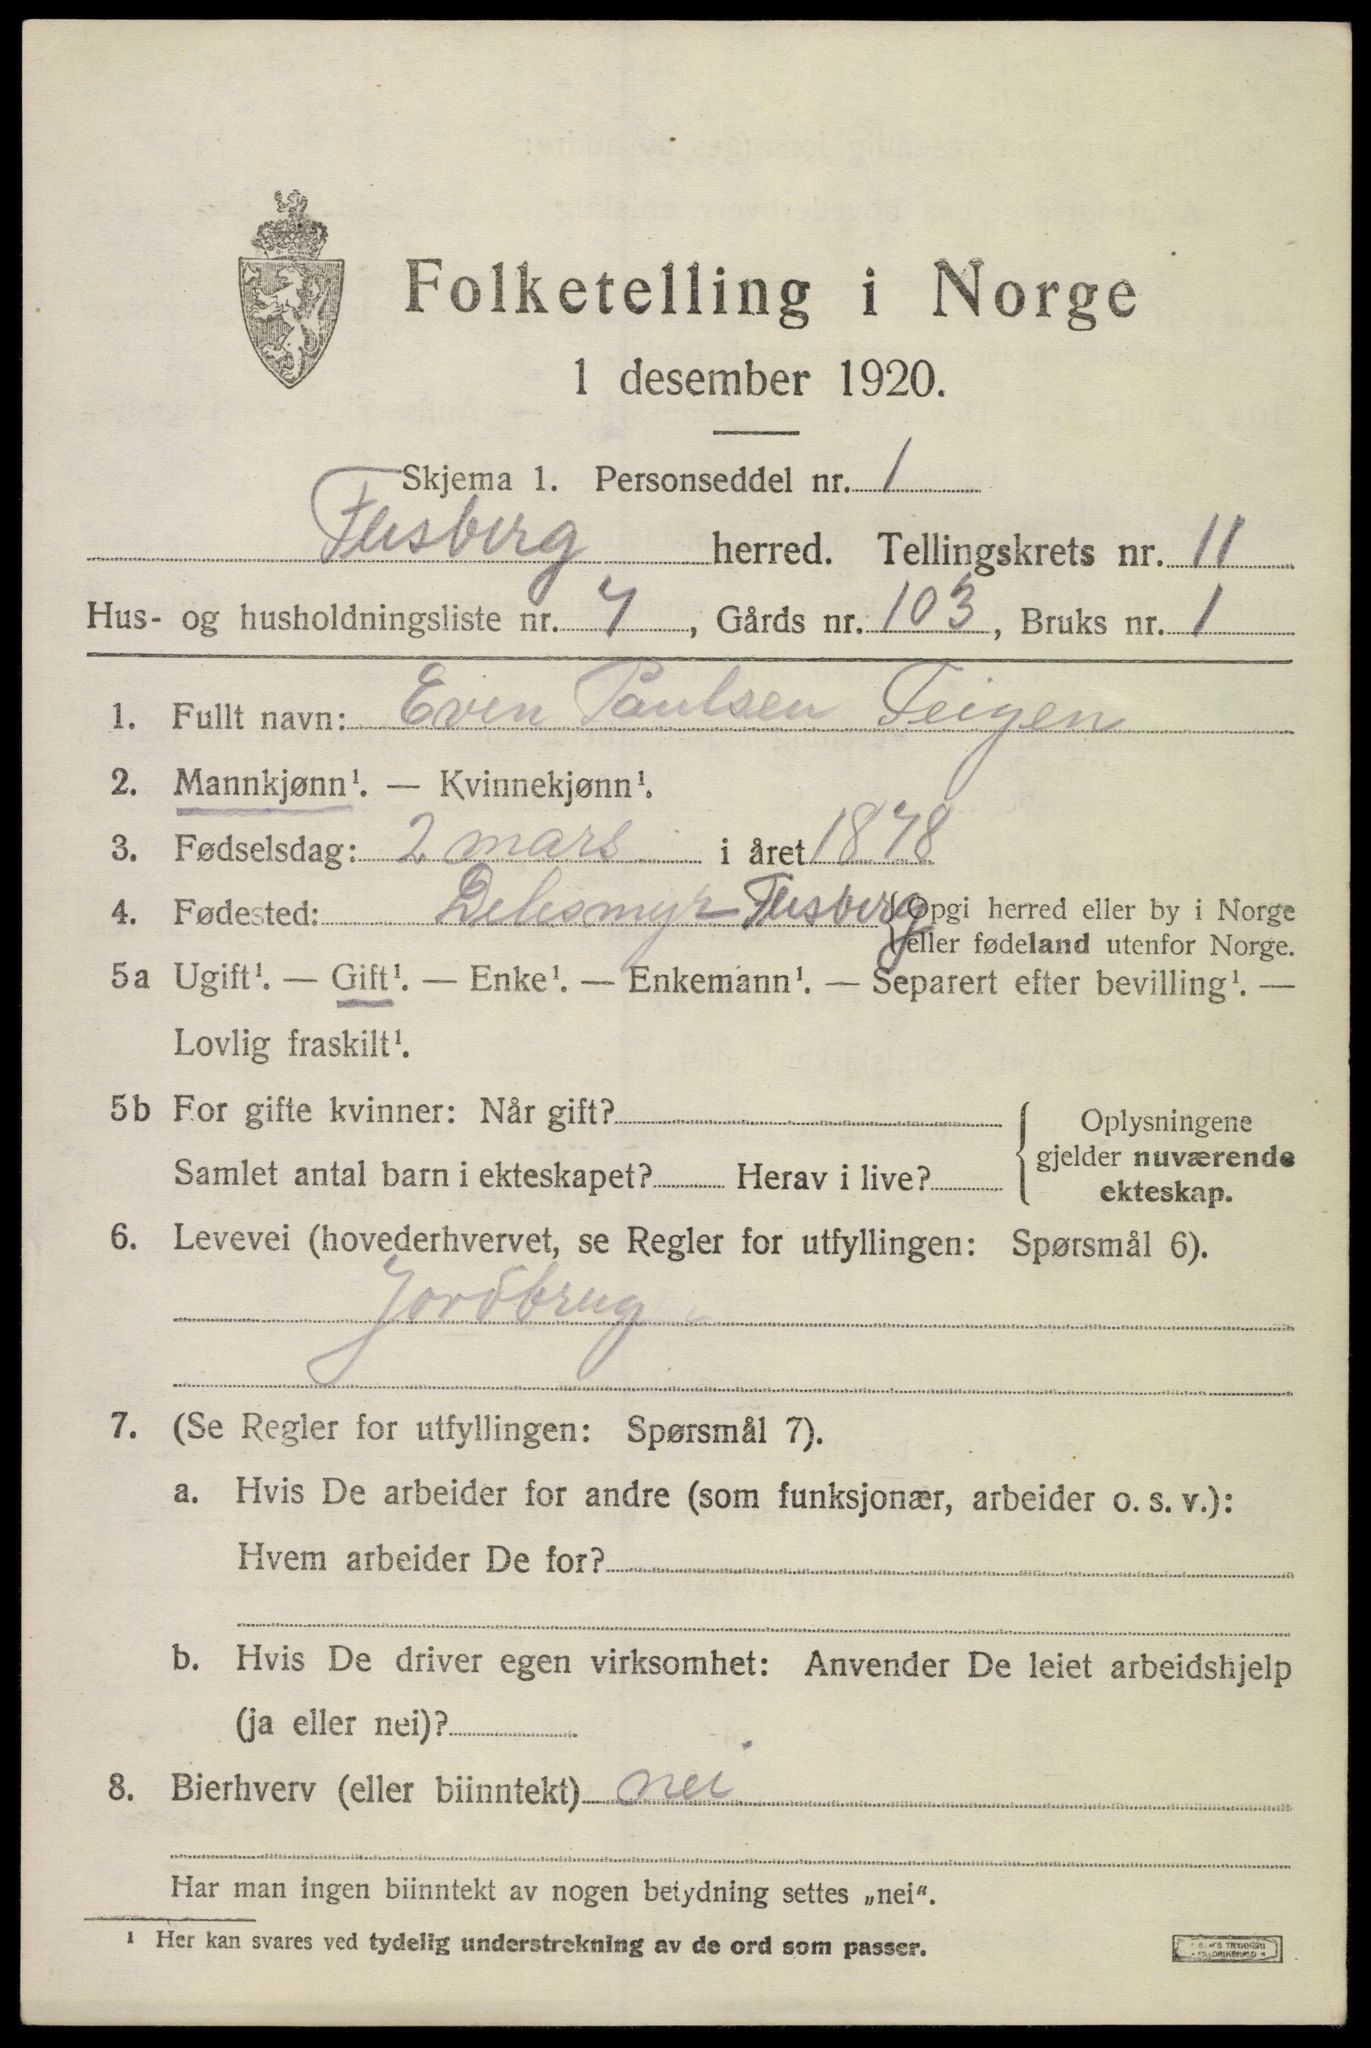 Folketelling i Norge
1 desember 1920.
Skjema 1. Personseddel nr. 1
Flesberg herred. Tellingskrets nr. 11
Hus- og husholdningsliste nr. 7, Gårds nr. 103, Bruks nr. 1
1. Fullt navn: Even Paulsen Teigen
2. Mannkjønn¹. — Kvinnekjønn¹.
3. Fødselsdag: 2 mars i året 1878
4. Fødested: Flesberg {Opgi herred eller by i Norge
eller fødeland utenfor Norge.
5a Ugift¹. — Gift¹. — Enke¹. — Enkemann¹. — Separert efter bevilling¹. —
Lovlig fraskilt¹.
5b For gifte kvinner: Når gift?
Samlet antal barn i ekteskapet? Herav i live?
{ Oplysningene
gjelder nuværende
ekteskap.
6. Levevei (hovederhvervet, se Regler for utfyllingen: Spørsmål 6).
Jordbrug
7. (Se Regler for utfyllingen: Spørsmål 7).
a. Hvis De arbeider for andre (som funksjonær, arbeider o. s. v.):
Hvem arbeider De for?
b. Hvis De driver egen virksomhet: Anvender De leiet arbeidshjelp
(ja eller nei)?
8. Bierhverv (eller biinntekt) nei
Har man ingen biinntekt av nogen betydning settes „nei“.
¹ Her kan svares ved tydelig understrekning av de ord som passer.